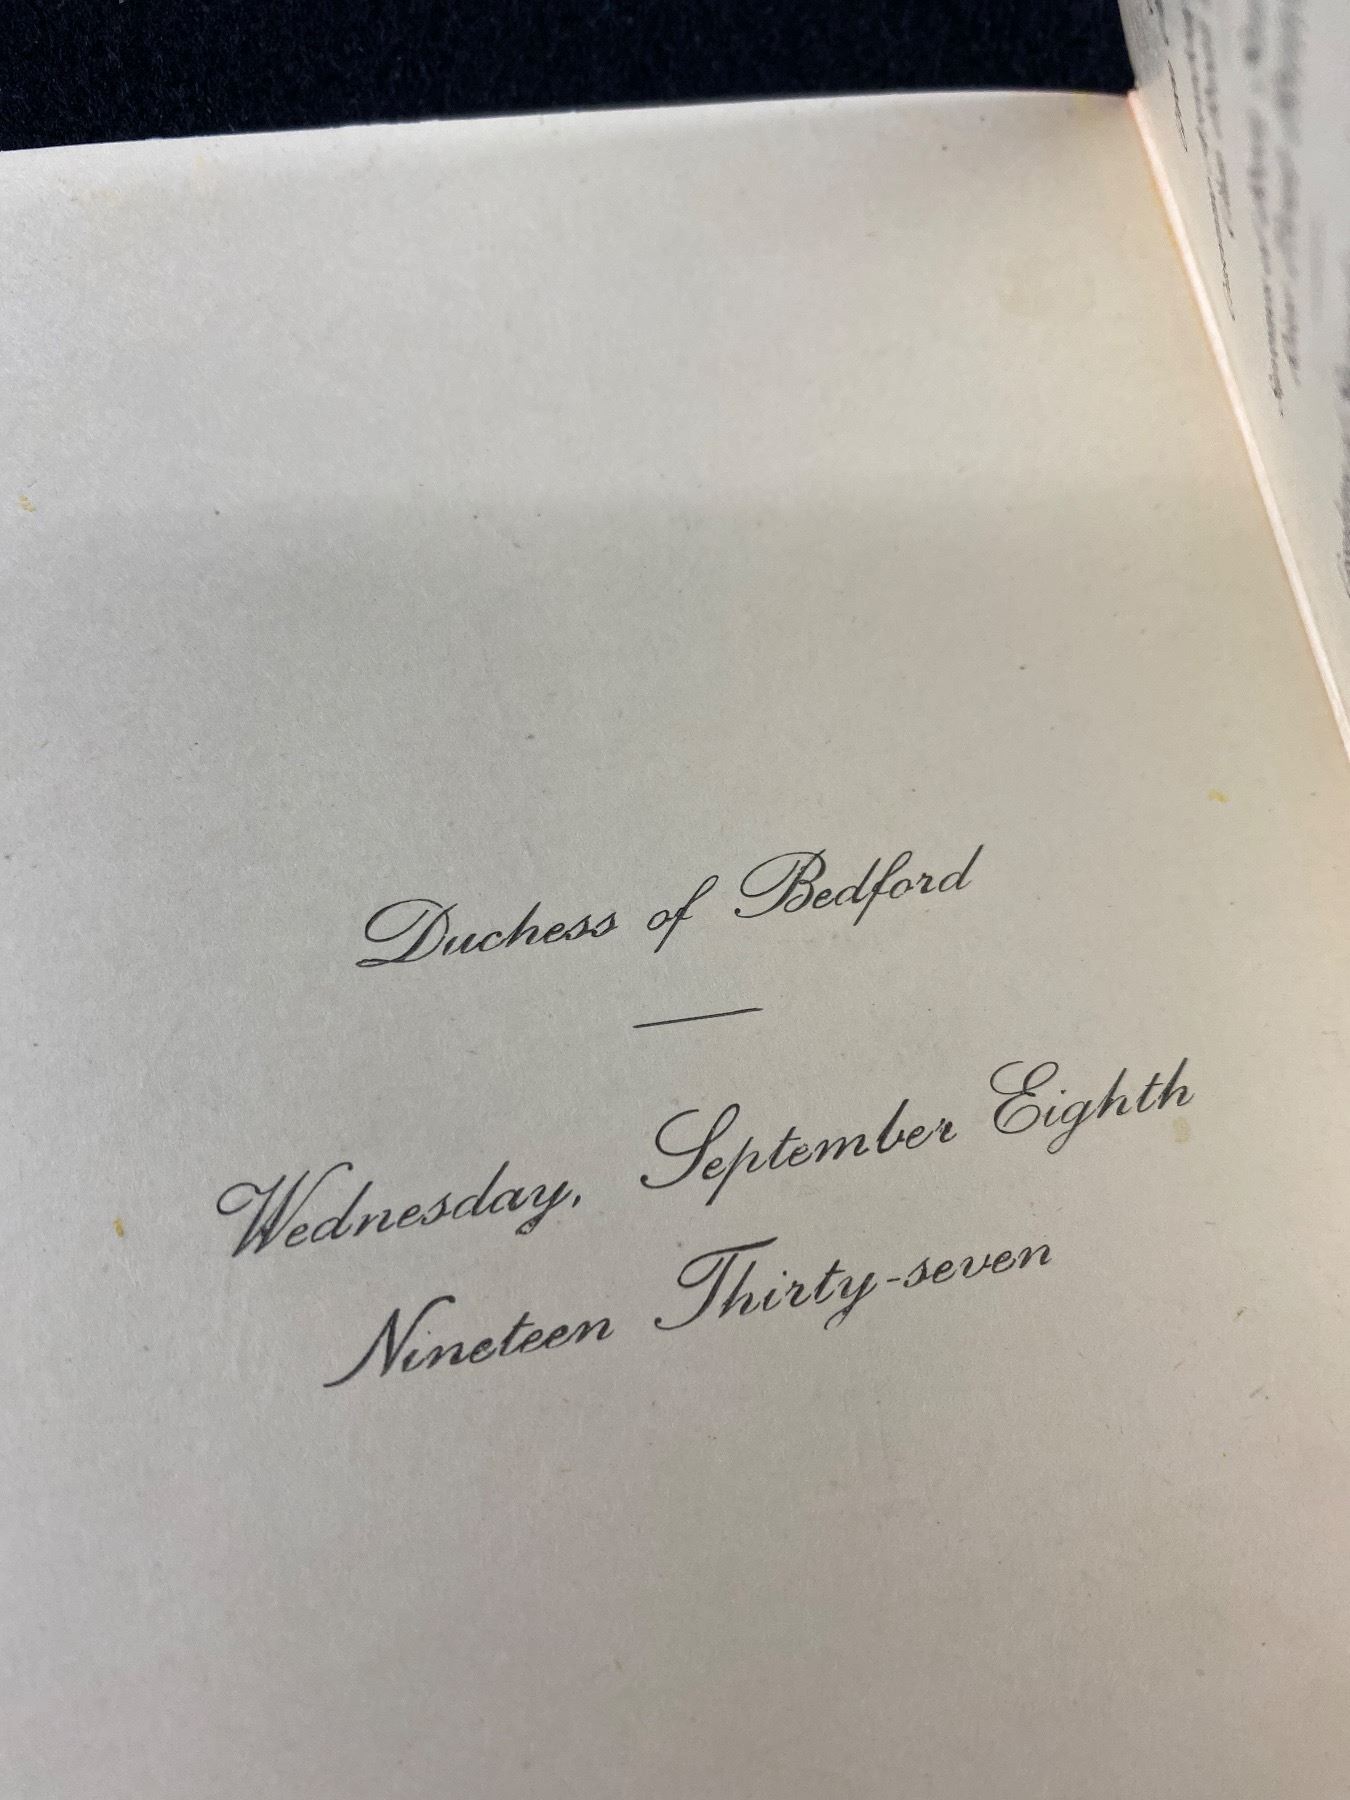 Duchess of Bedford
Wednesday, September Eighth
Nineteen Thirty-seven